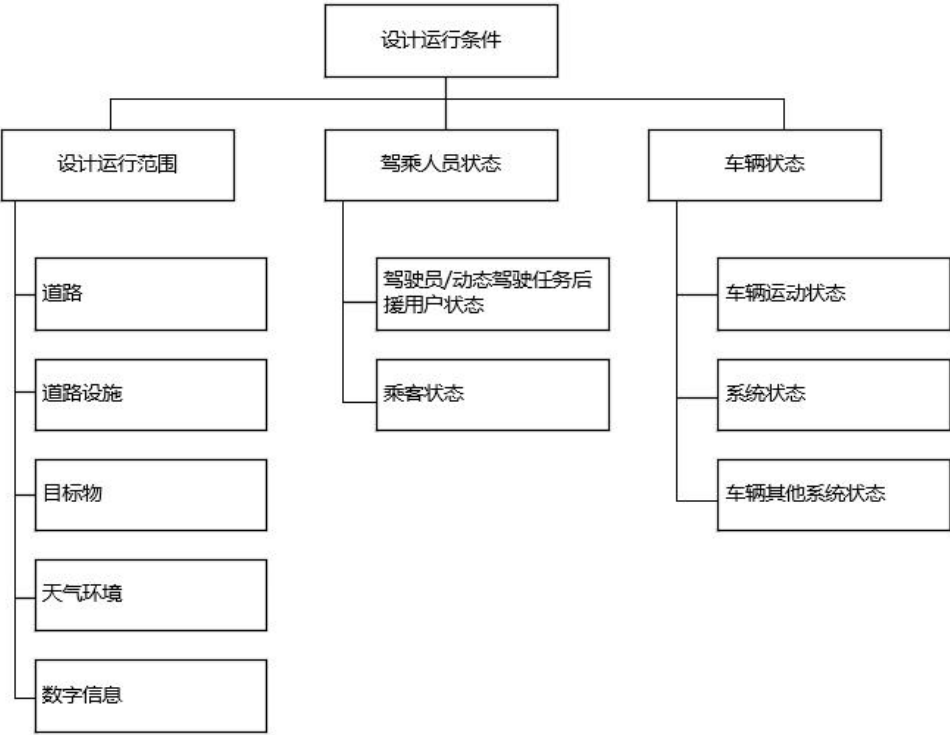 设计运行条件
设计运行范围
驾乘人员状态
车辆状态
道路
道路设施
目标物
天气环境
数字信息
驾驶员/动态驾驶任务后
援用户状态
乘客状态
车辆运动状态
系统状态
车辆其他系统状态